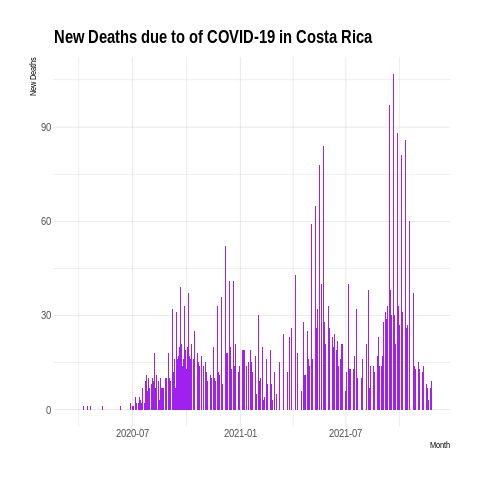 New Deaths due to of COVID-19 in Costa Rica
New Deaths
90
60
30
0
2020-07
2021-01
2021-07
Month